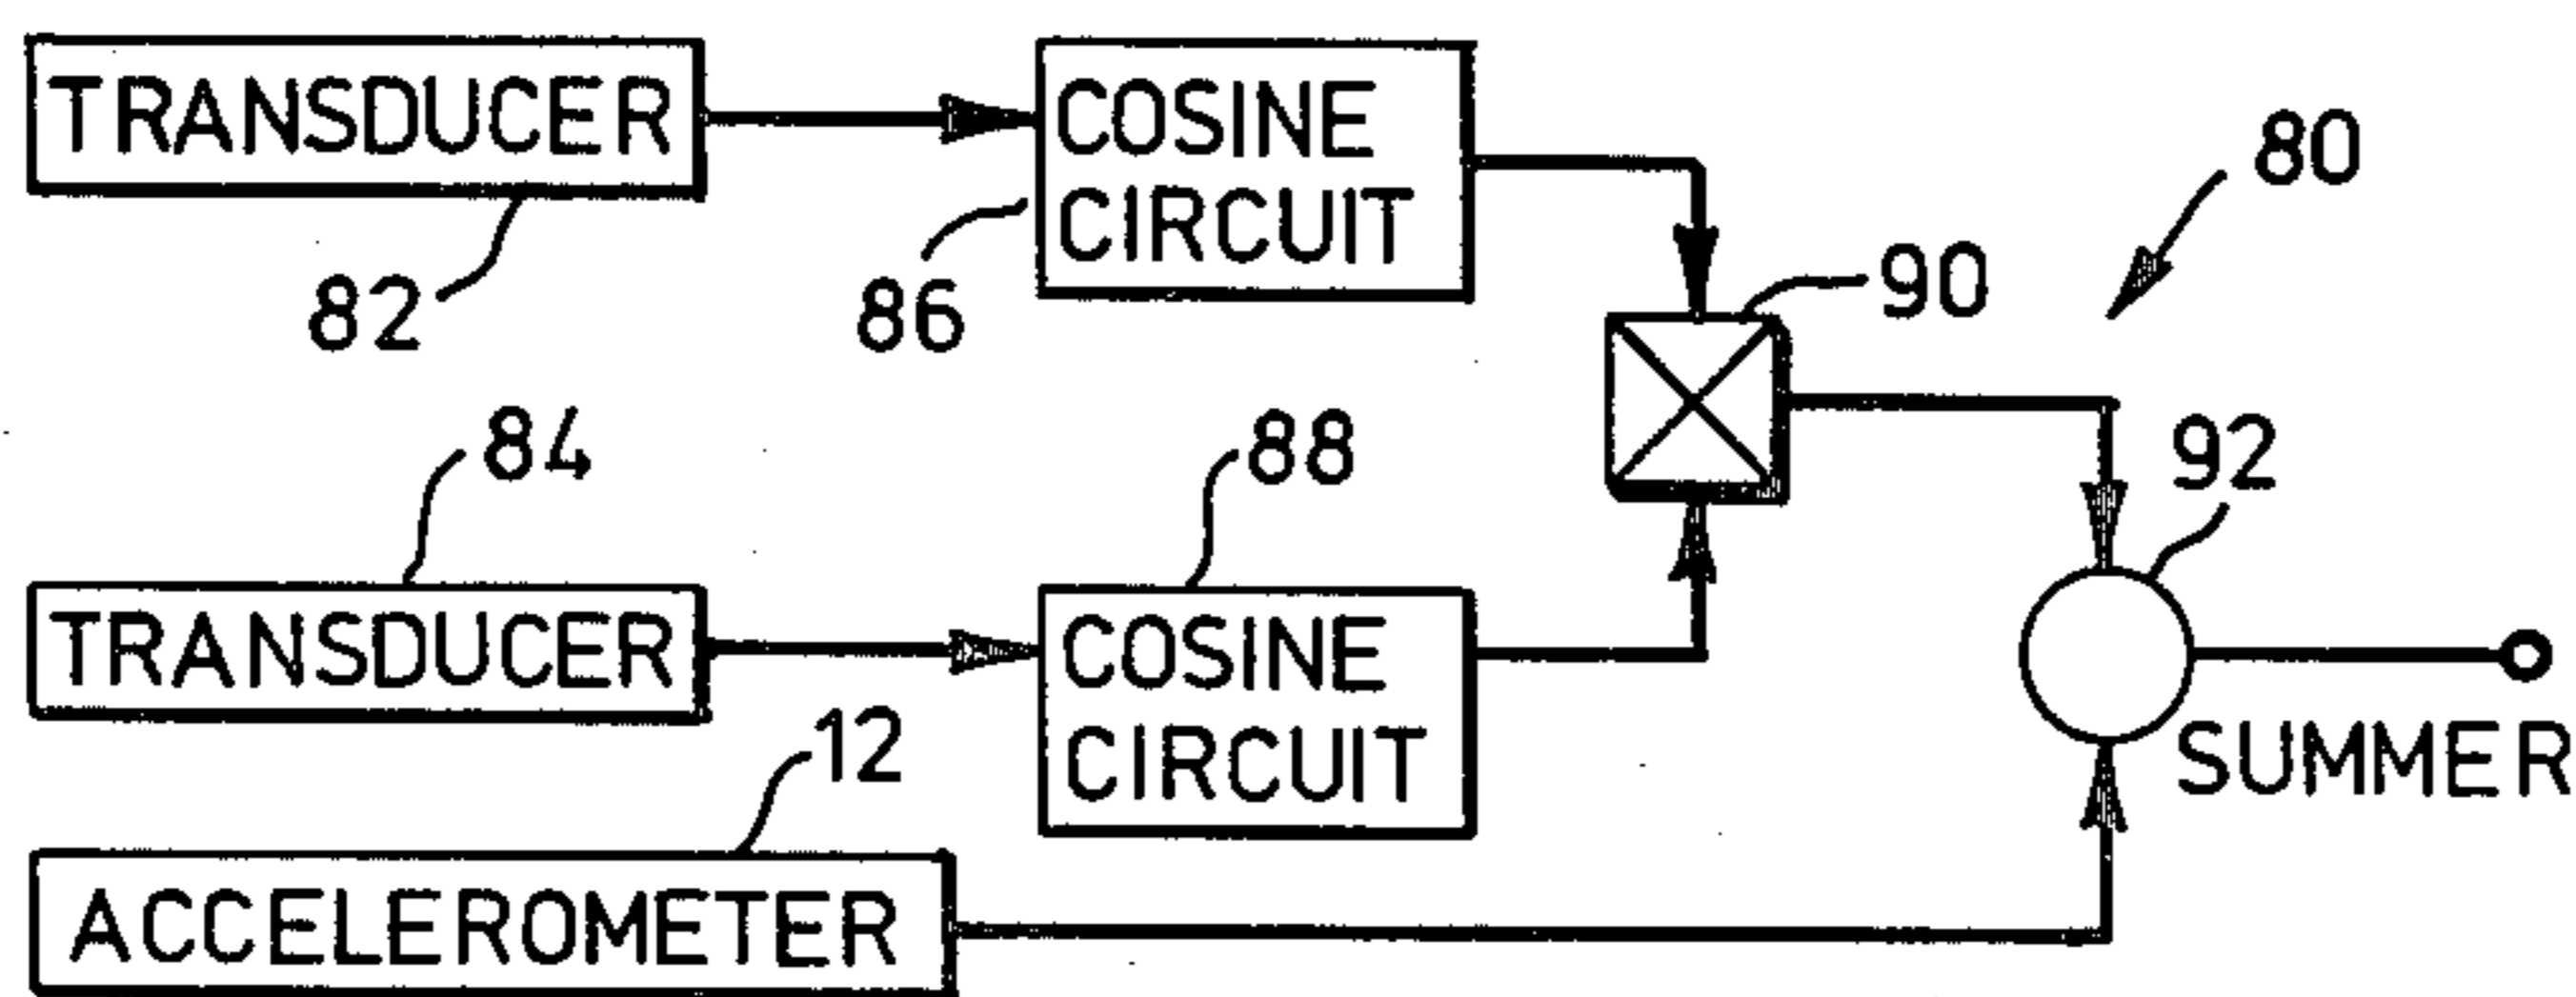 TRANSDUCER
82
COSINE
CIRCUIT
86
80
90
84
88
92
TRANSDUCER
COSINE
CIRCUIT
12
SUMMER
ACCELEROMETER